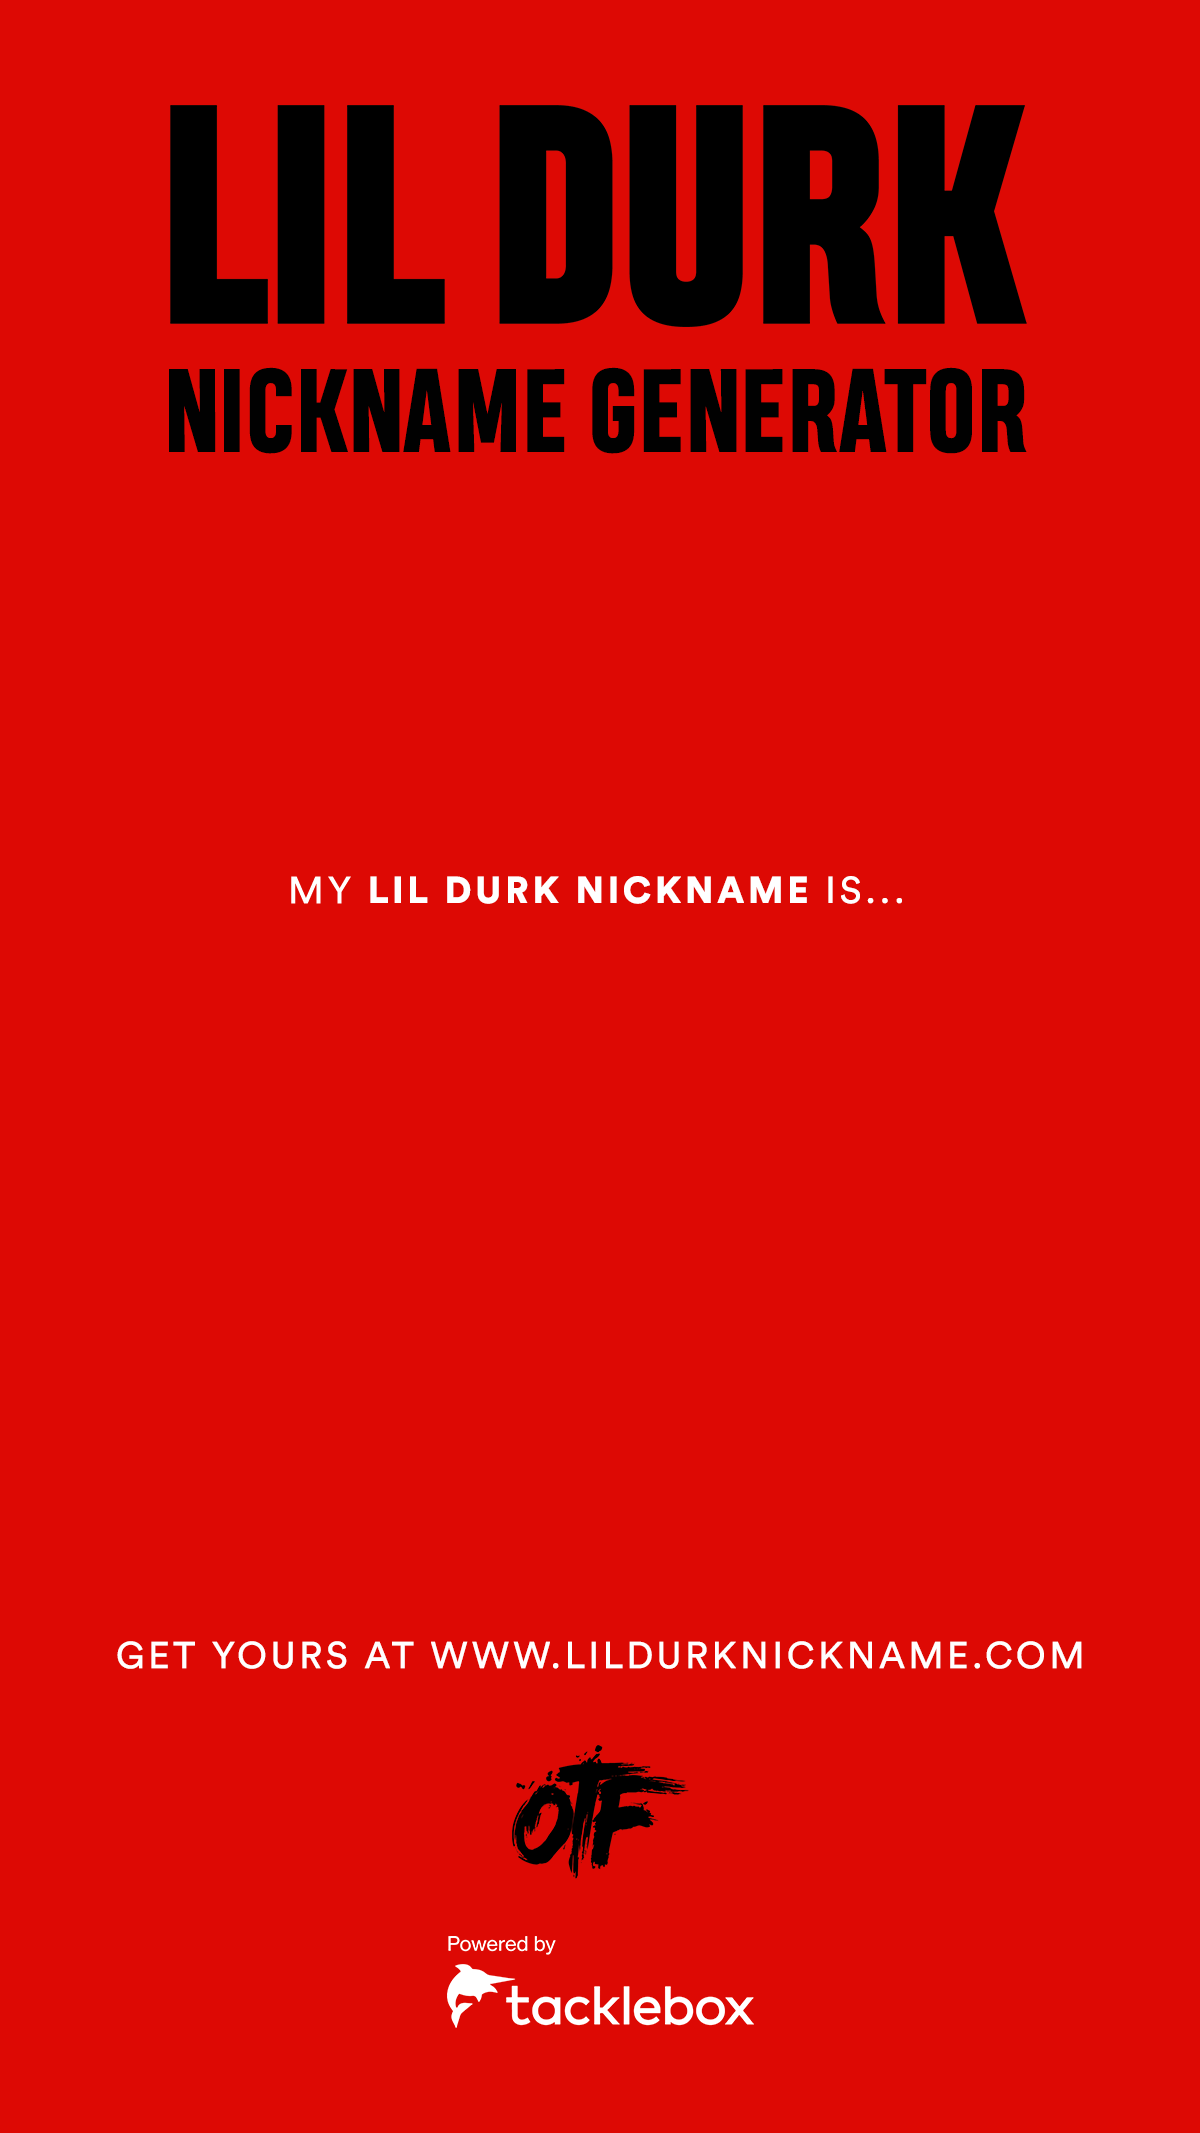 LIL DURK
NICKNAME GENERATOR
MY LIL DURK NICKNAME IS...
GET YOURS AT WWW.LILDURKNICKNAME.COM
OTF
Powered by
tacklebox